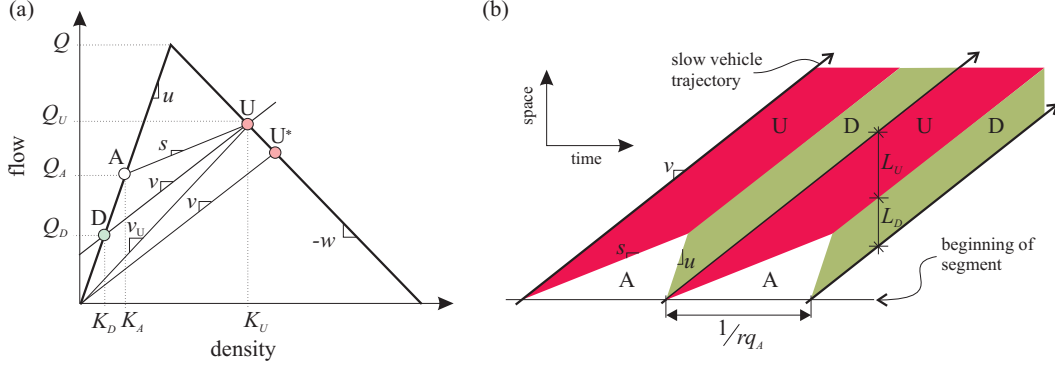 (a)
Q
u
Q_U
U
U*
A
s
Q_A
flow
v
v
D
v_U
Q_D
-w
K_D
K_A
K_U
density
(b)
slow vehicle
trajectory
space
time
U
D
U
D
v
L_U
s
u
L_D
A
A
beginning of
segment
1/rq_A